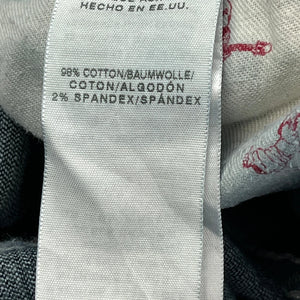 HECHO EN EE.UU.
98% COTTON/BAUMWOLLE/
COTON/ALGODÓN
2% SPANDEX/SPÁNDEX